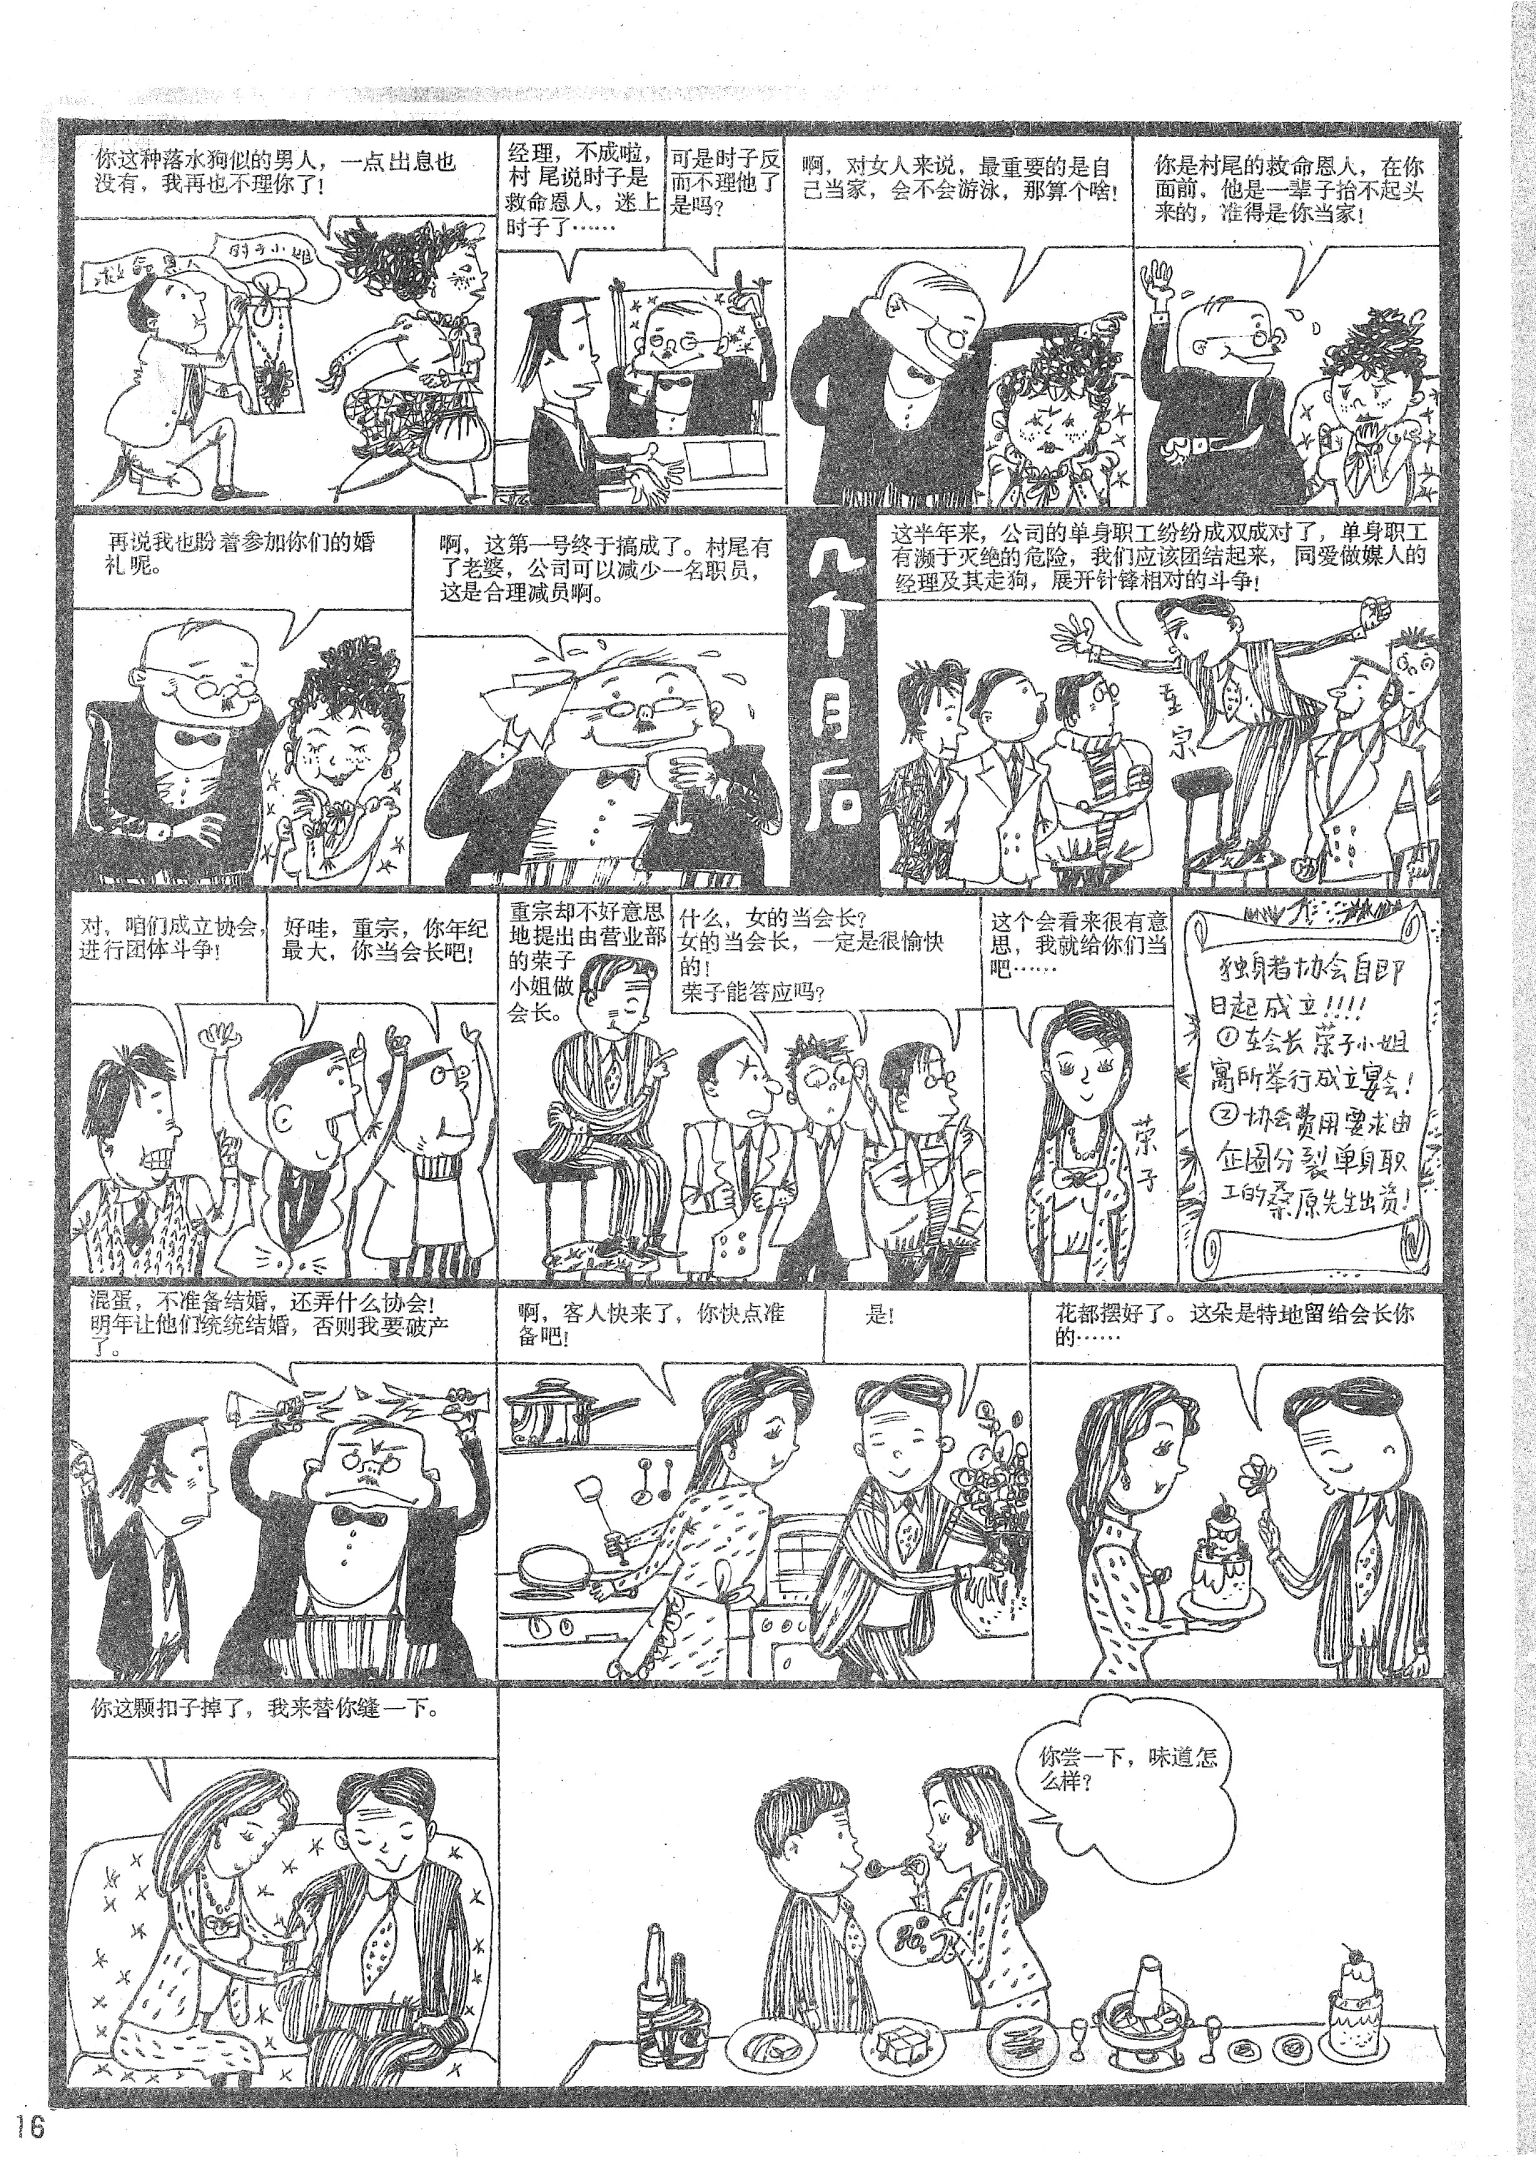 你这种落水狗似的男人，一点出息也
没有，我再也不理你了！
救命恩人
时子小姐
经理，不成啦，
村尾说时子是
救命恩人，迷上
时子了……
可是时子反
而不理他了
是吗？
啊，对女人来说，最重要的是自
己当家，会不会游泳，那算个啥！
你是村尾的救命恩人，在你
面前，他是一辈子抬不起头
来的，准得是你当家！
再说我也盼着参加你们的婚
礼呢。
啊，这第一号终于搞成了。村尾有
了老婆，公司可以减少一名职员，
这是合理减员啊。
几个月后
这半年来，公司的单身职工纷纷成双成对了，单身职工
有濒于灭绝的危险，我们应该团结起来，同爱做媒人的
经理及其走狗，展开针锋相对的斗争！
重宗
对，咱们成立协会，
进行团体斗争！
好哇，重宗，你年纪
最大，你当会长吧！
重宗却不好意思
地提出由营业部
的荣子
小姐做
会长。
什么，女的当会长？
女的当会长，一定是很愉快
的！
荣子能答应吗？
这个会看来很有意
思，我就给你们当
吧……
荣子
独身者协会自即
日起成立！！！！
①在会长荣子小姐
寓所举行成立宴会！
②协会费用要求由
企图分裂单身职
工的桑原先生出资！
混蛋，不准备结婚，还弄什么协会！
明年让他们统统结婚，否则我要破产
了。
啊，客人快来了，你快点准
备吧！
是！
花都摆好了。这朵是特地留给会长你
的……
你这颗扣子掉了，我来替你缝一下。
你尝一下，味道怎
么样？
16